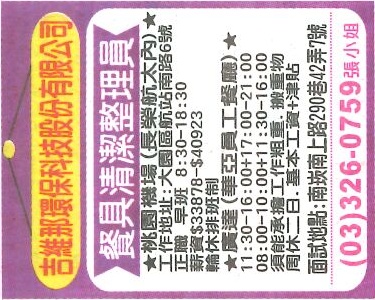 吉維那環保科技股份有限公司
餐具清潔整理員
★桃園機場(長榮航太內)★
工作地址:大園區航站南路6號
正職 早班 8:30-18:30
薪資$33878-$40923
輪休排班制
★廣達(華亞員工餐廳)★
11:30-16:00+17:00-21:00
08:00-10:00+11:30-16:00
須能承擔工作粗重.搬重物
周休二日.基本工資+津貼
面試地點:南崁南上路290巷42弄7號
(03)326-0759張小姐